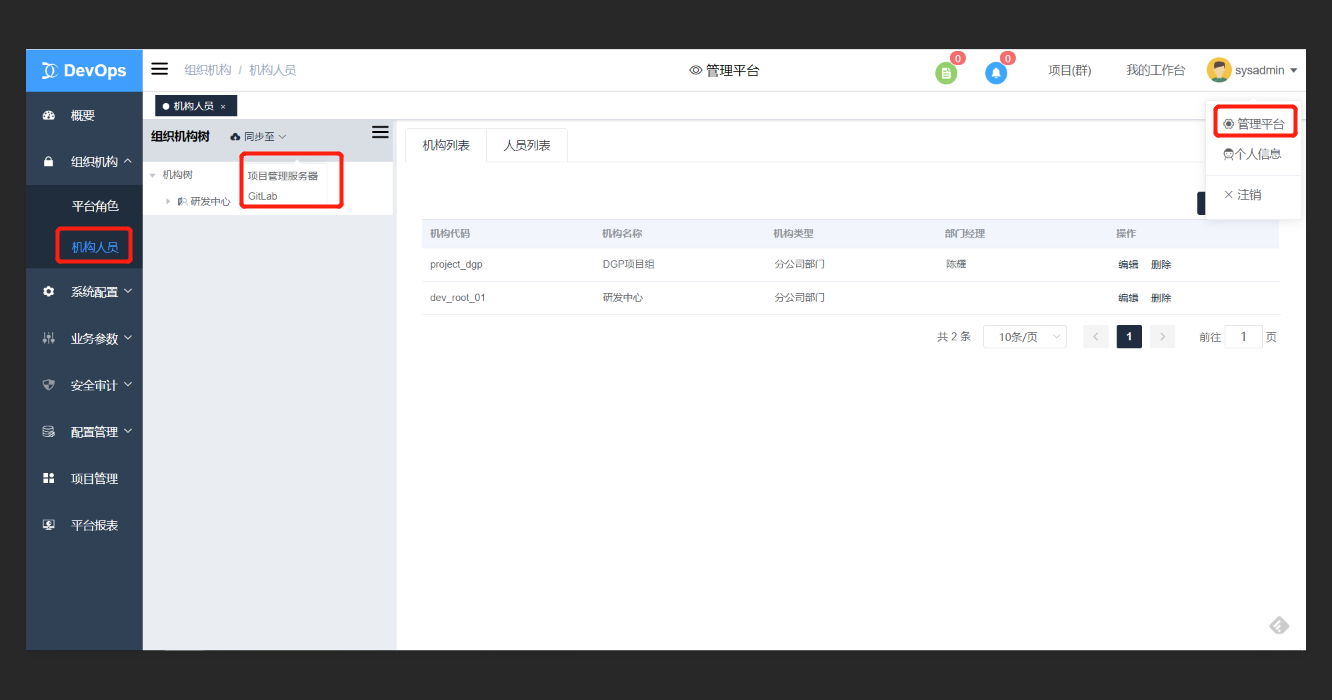 DevOps
组织机构 / 机构人员
管理平台
0
0
项目(群)
我的工作台
sysadmin
概要
组织机构
平台角色
机构人员
系统配置
业务参数
安全审计
配置管理
项目管理
平台报表
机构人员 ×
组织机构树
同步至
机构树
研发中心
项目管理服务器
GitLab
机构列表
人员列表
管理平台
个人信息
注销
机构代码 机构名称 机构类型 部门经理 操作
project_dgp DGP项目组 分公司部门 陈耀 编辑 删除
dev_root_01 研发中心 分公司部门 编辑 删除
共 2 条 10条/页 < 1 > 前往 1 页